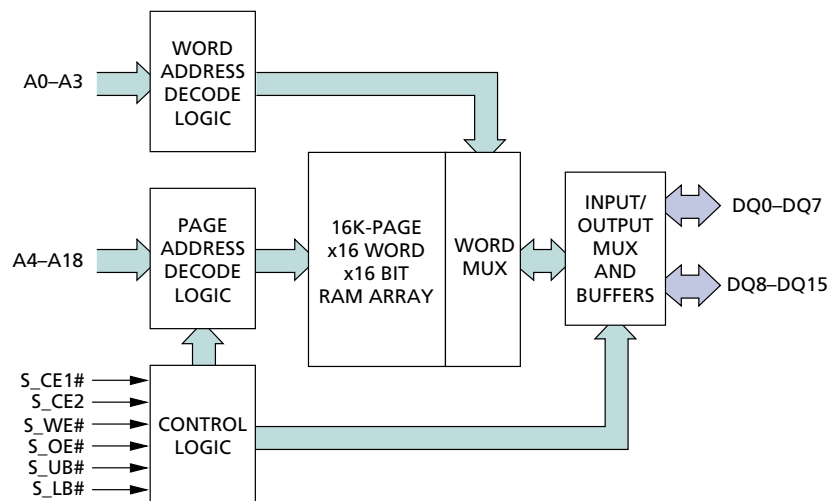 WORD
ADDRESS
DECODE
LOGIC
A0–A3
PAGE
ADDRESS
DECODE
LOGIC
A4–A18
16K-PAGE
x16 WORD
x16 BIT
RAM ARRAY
WORD
MUX
INPUT/
OUTPUT
MUX
AND
BUFFERS
DQ0–DQ7
DQ8–DQ15
S_CE1#
S_CE2
S_WE#
S_OE#
S_UB#
S_LB#
CONTROL
LOGIC